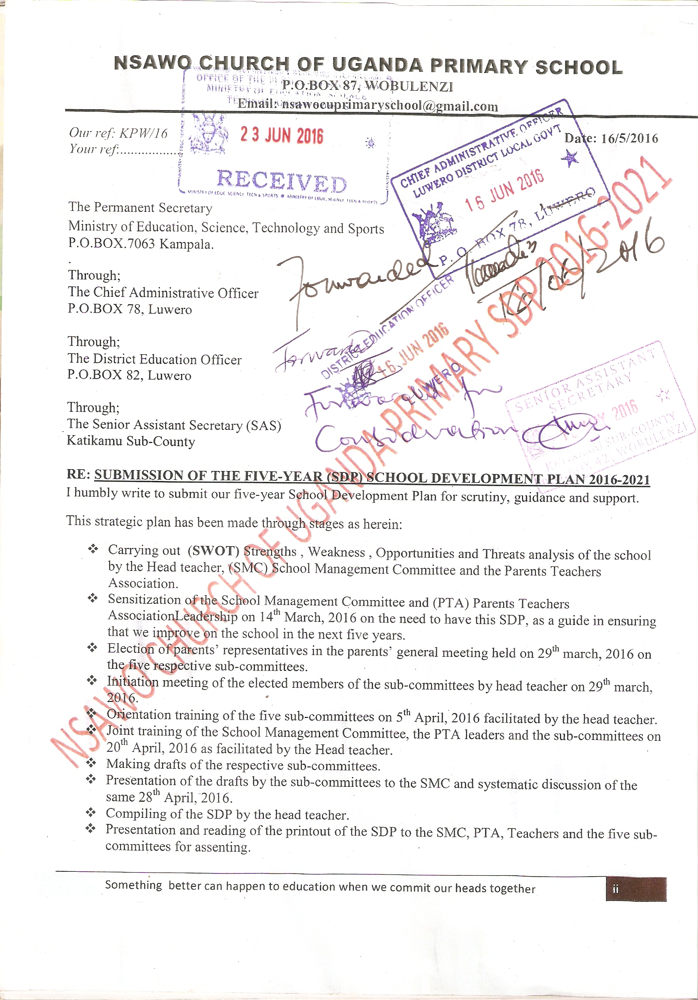 NSAWO CHURCH OF UGANDA PRIMARY SCHOOL
P.O.BOX 87, WOBULENZI
Email: nsawocuprimaryschool@gmail.com
OFFICE OF THE
MINISTRY OF EDUCATION SCIENCE
23 JUN 2016
RECEIVED
MINISTRY OF EDUC SCIENCE TECN & SPORTS MINISTRY OF EDUC, SCIENCE TECN & SPORTS
Our ref: KPW/16
Your ref:.................
Date: 16/5/2016
CHIEF ADMINISTRATIVE OFFICER
LUWERO DISTRICT LOCAL GOVT
16 JUN 2016
P. O. BOX 78, LUWERO
The Permanent Secretary
Ministry of Education, Science, Technology and Sports
P.O.BOX.7063 Kampala.
.
Forwarded
16/06/2016
Through;
The Chief Administrative Officer
P.O.BOX 78, Luwero
Through;
The District Education Officer
P.O.BOX 82, Luwero
Forwarded
DISTRICT EDUCATION OFFICER
16 JUN 2016
LUWERO
Forwarded for
Consideration
SENIOR ASSISTANT
SECRETARY
2016
KATIKAMU SUB-COUNTY
BOX 42, WOBULENZI
Through;
The Senior Assistant Secretary (SAS)
Katikamu Sub-County
RE: SUBMISSION OF THE FIVE-YEAR (SDP) SCHOOL DEVELOPMENT PLAN 2016-2021
I humbly write to submit our five-year School Development Plan for scrutiny, guidance and support.
This strategic plan has been made through stages as herein:
❖ Carrying out (SWOT) Strengths , Weakness , Opportunities and Threats analysis of the school
by the Head teacher, (SMC) School Management Committee and the Parents Teachers
Association.
❖ Sensitization of the School Management Committee and (PTA) Parents Teachers
AssociationLeadership on 14th March, 2016 on the need to have this SDP, as a guide in ensuring
that we improve on the school in the next five years.
❖ Election of parents’ representatives in the parents’ general meeting held on 29th march, 2016 on
the five respective sub-committees.
❖ Initiation meeting of the elected members of the sub-committees by head teacher on 29th march,
2016.
❖ Orientation training of the five sub-committees on 5th April, 2016 facilitated by the head teacher.
❖ Joint training of the School Management Committee, the PTA leaders and the sub-committees on
20th April, 2016 as facilitated by the Head teacher.
❖ Making drafts of the respective sub-committees.
❖ Presentation of the drafts by the sub-committees to the SMC and systematic discussion of the
same 28th April, 2016.
❖ Compiling of the SDP by the head teacher.
❖ Presentation and reading of the printout of the SDP to the SMC, PTA, Teachers and the five sub-
committees for assenting.
NSAWO CHURCH OF UGANDA PRIMARY SDP 2016-2021
Something better can happen to education when we commit our heads together
ii